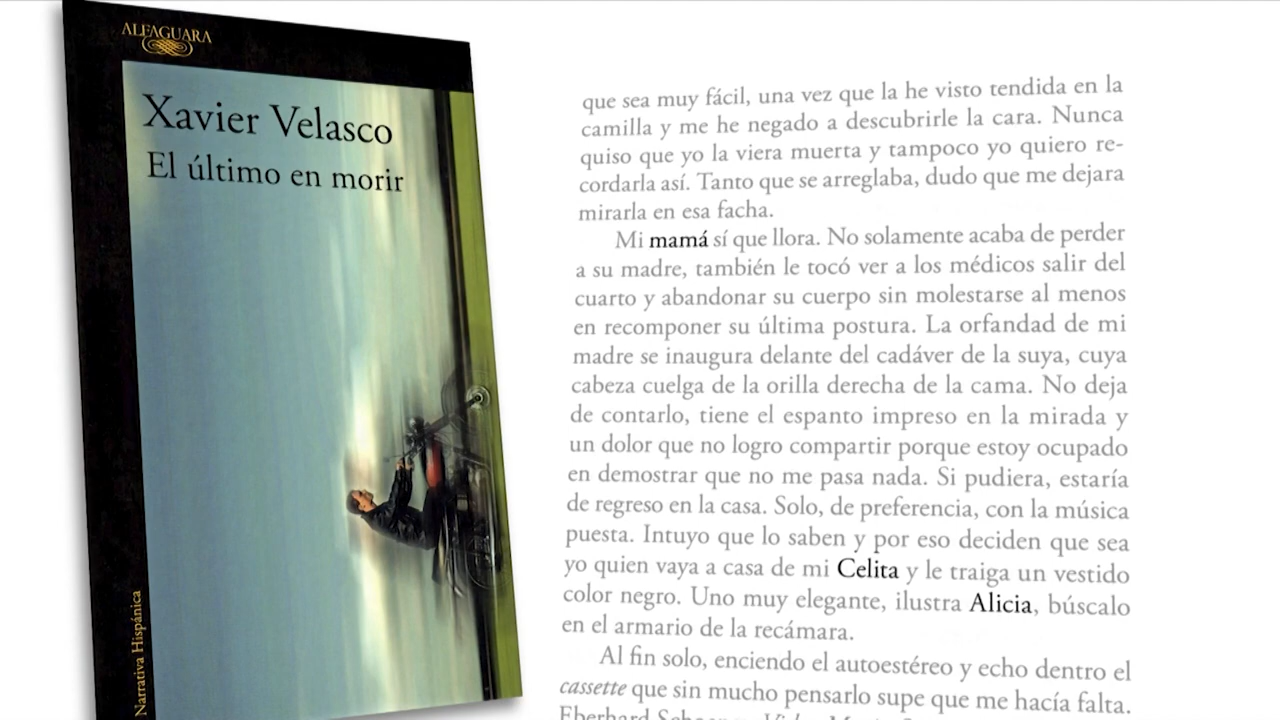 ALFAGUARA
Xavier Velasco
El último en morir
Narrativa Hispánica
que sea muy fácil, una vez que la he visto tendida en la
camilla y me he negado a descubrirle la cara. Nunca
quiso que yo la viera muerta y tampoco yo quiero re-
cordarla así. Tanto que se arreglaba, dudo que me dejara
mirarla en esa facha.
Mi mamá sí que llora. No solamente acaba de perder
a su madre, también le tocó ver a los médicos salir del
cuarto y abandonar su cuerpo sin molestarse al menos
en recomponer su última postura. La orfandad de mi
madre se inaugura delante del cadáver de la suya, cuya
cabeza cuelga de la orilla derecha de la cama. No deja
de contarlo, tiene el espanto impreso en la mirada y
un dolor que no logro compartir porque estoy ocupado
en demostrar que no me pasa nada. Si pudiera, estaría
de regreso en la casa. Solo, de preferencia, con la música
puesta. Intuyo que lo saben y por eso deciden que sea
yo quien vaya a casa de mi Celita y le traiga un vestido
color negro. Uno muy elegante, ilustra Alicia, búscalo
en el armario de la recámara.
Al fin solo, enciendo el autoestéreo y echo dentro el
cassette que sin mucho pensarlo supe que me hacía falta.
Eberhard